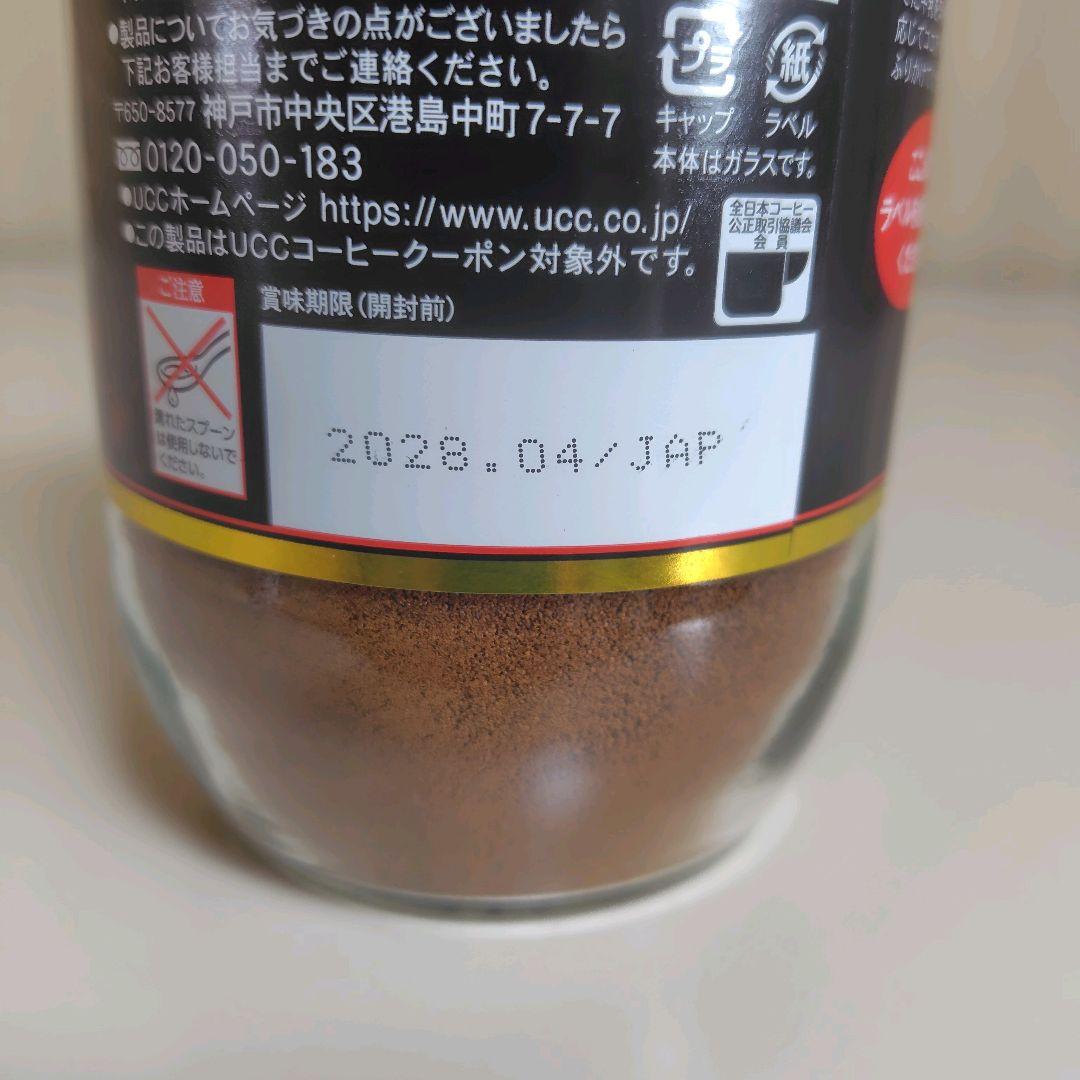 ●製品についてお気づきの点がございましたら
下記お客様担当までご連絡ください。
〒650-8577 神戸市中央区港島中町7-7-7
0120-050-183
●UCCホームページ https://www.ucc.co.jp/
●この製品はUCCコーヒークーポン対象外です。
プラ
紙
キャップ ラベル
本体はガラスです。
全日本コーヒー
公正取引協議会
会員
ご注意
濡れたスプーン
は使用しないで
ください。
賞味期限(開封前)
2028.04/JAP